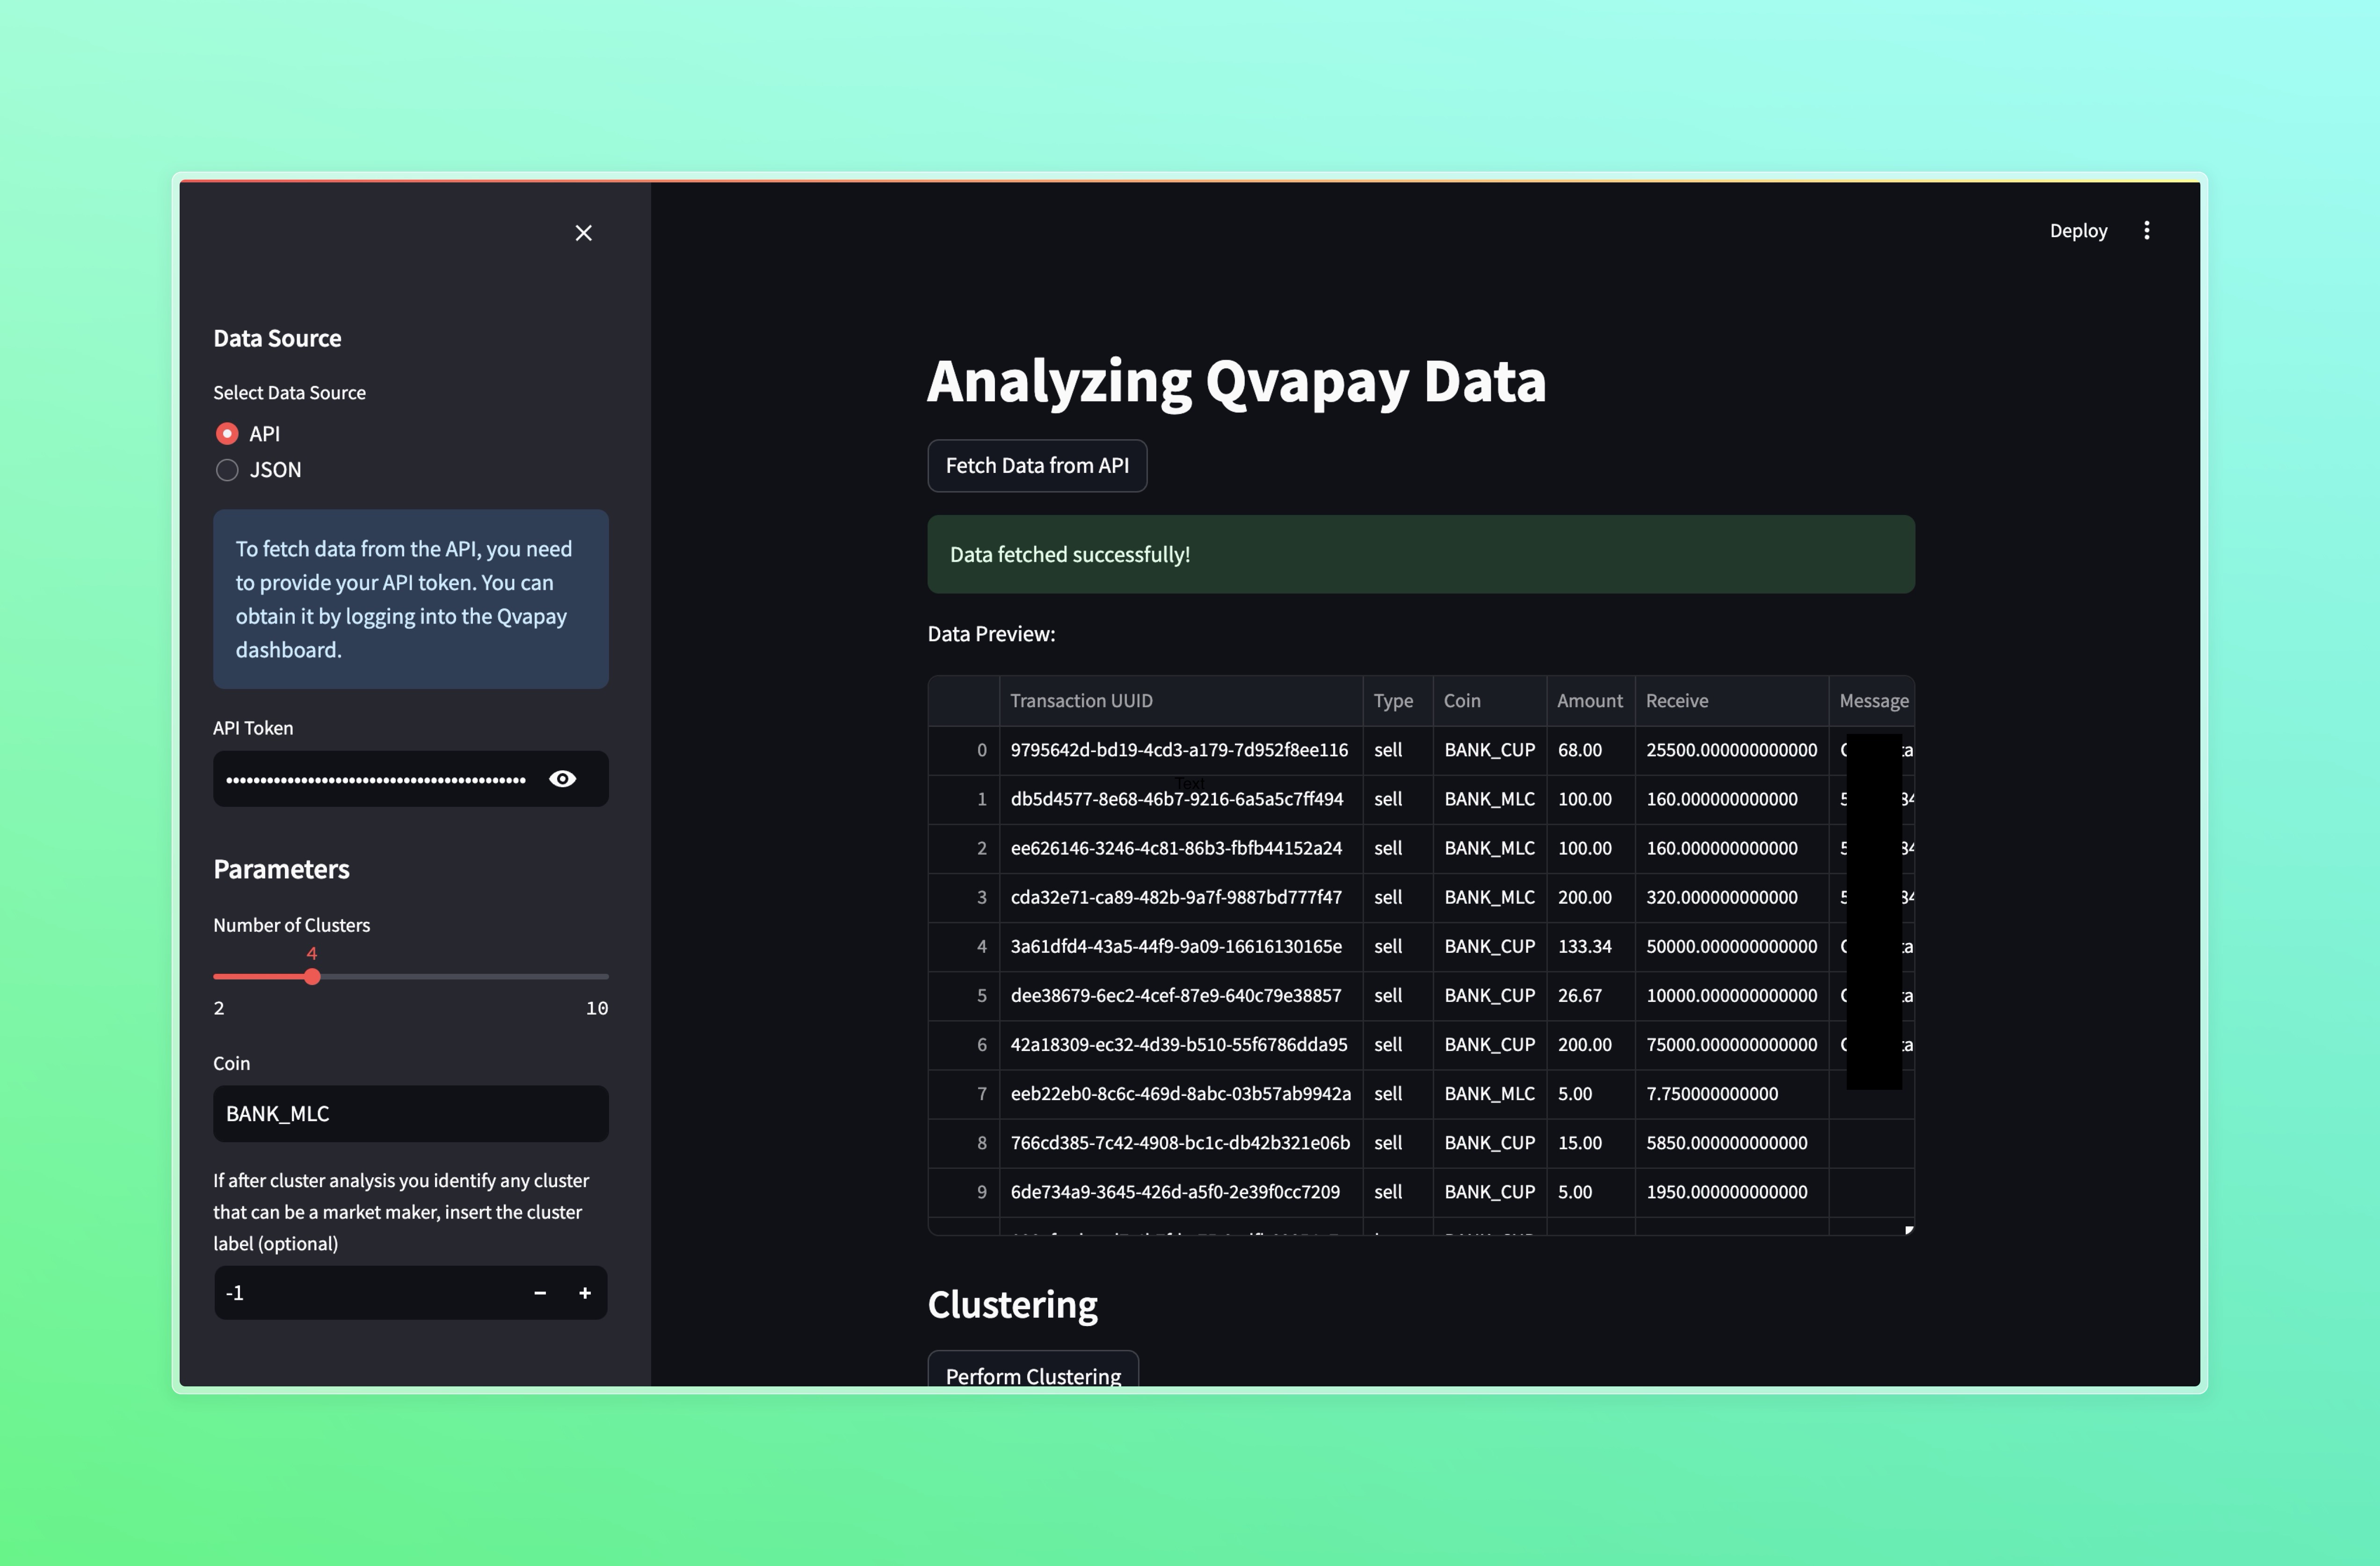 Deploy
Data Source
Select Data Source
API
JSON
To fetch data from the API, you need
to provide your API token. You can
obtain it by logging into the Qvapay
dashboard.
API Token
Parameters
Number of Clusters
4
2 10
Coin
BANK_MLC
If after cluster analysis you identify any cluster
that can be a market maker, insert the cluster
label (optional)
-1 − +
Analyzing Qvapay Data
Fetch Data from API
Data fetched successfully!
Data Preview:
Transaction UUID Type Coin Amount Receive Message
0 9795642d-bd19-4cd3-a179-7d952f8ee116 sell BANK_CUP 68.00 25500.000000000000
Text
1 db5d4577-8e68-46b7-9216-6a5a5c7ff494 sell BANK_MLC 100.00 160.000000000000
2 ee626146-3246-4c81-86b3-fbfb44152a24 sell BANK_MLC 100.00 160.000000000000
3 cda32e71-ca89-482b-9a7f-9887bd777f47 sell BANK_MLC 200.00 320.000000000000
4 3a61dfd4-43a5-44f9-9a09-16616130165e sell BANK_CUP 133.34 50000.000000000000
5 dee38679-6ec2-4cef-87e9-640c79e38857 sell BANK_CUP 26.67 10000.000000000000
6 42a18309-ec32-4d39-b510-55f6786dda95 sell BANK_CUP 200.00 75000.000000000000
7 eeb22eb0-8c6c-469d-8abc-03b57ab9942a sell BANK_MLC 5.00 7.750000000000
8 766cd385-7c42-4908-bc1c-db42b321e06b sell BANK_CUP 15.00 5850.000000000000
9 6de734a9-3645-426d-a5f0-2e39f0cc7209 sell BANK_CUP 5.00 1950.000000000000
Clustering
Perform Clustering